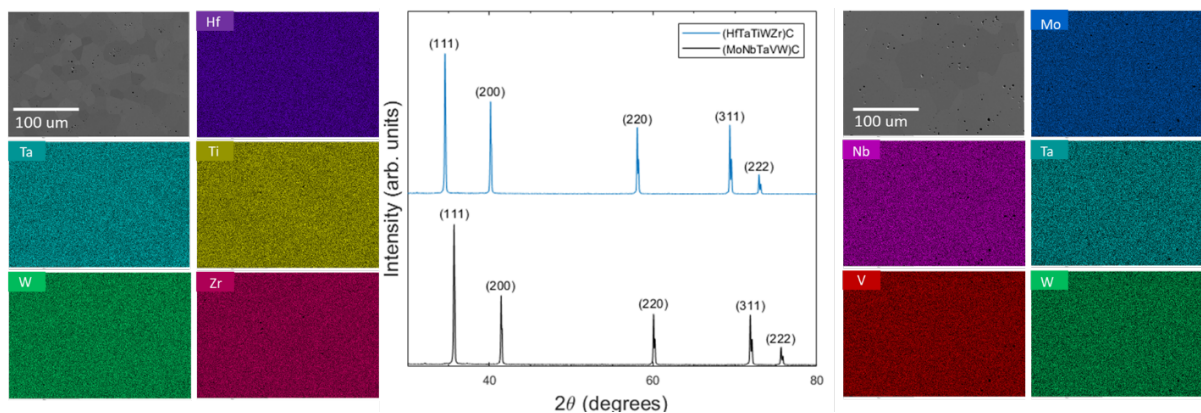 Hf
100 um
Ta
Ti
W
Zr
(HfTaTiWZr)C
(MoNbTaVW)C
(111)
(200)
(220)
(311)
(222)
(111)
(200)
(220)
(311)
(222)
Intensity (arb. units)
40
60
80
2θ (degrees)
Mo
100 um
Nb
Ta
V
W